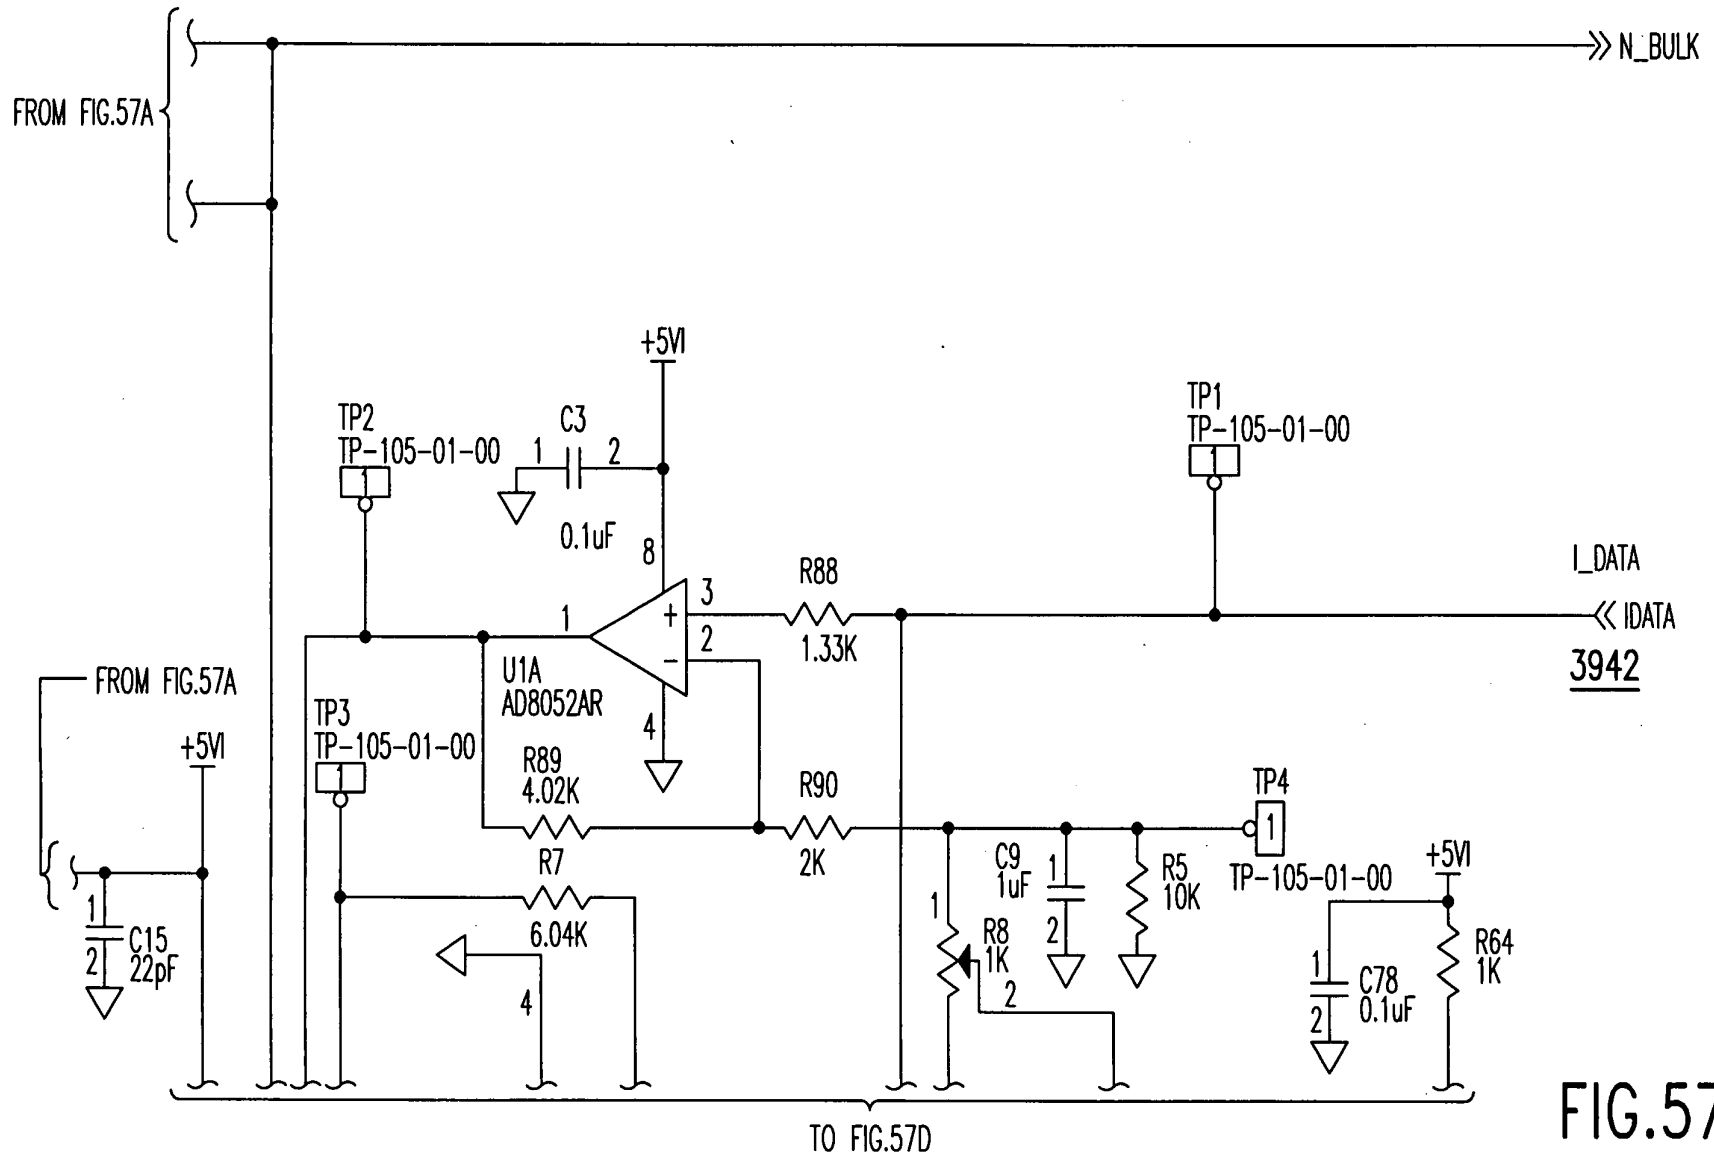 N_BULK
FROM FIG.57A
+5VI
TP2
TP-105-01-00
1
C3
1
2
0.1uF
8
TP1
TP-105-01-00
1
R88
1.33K
I_DATA
IDATA
3942
1
+
3
2
-
U1A
AD8052AR
4
FROM FIG.57A
+5VI
TP3
TP-105-01-00
1
R89
4.02K
R90
2K
TP4
1
TP-105-01-00
R7
6.04K
C9
1uF
1
2
R5
10K
+5VI
1
R8
1K
2
1
C15
22pF
2
4
1
C78
0.1uF
2
R64
1K
TO FIG.57D
FIG.57